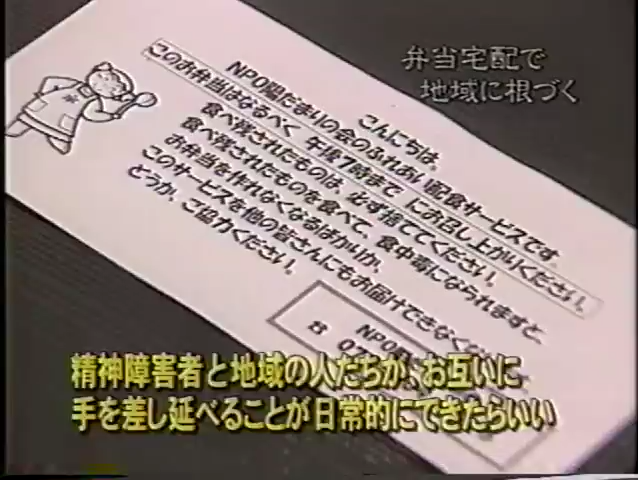 弁当宅配で
地域に根づく
こんにちは。
NPO陽だまりの会のふれあい配食サービスです。
このお弁当はなるべく 午後7時まで にお召し上がりください。
食べ残されたものは、必ず捨ててください。
食べ残されたものを食べて、食中毒になられますと、
お弁当を作れなくなるばかりか、
このサービスを他の皆さんにもお届けできなくな
どうか、ご協力ください。
NPO
☎ 07
精神障害者と地域の人たちが、お互いに
手を差し延べることが日常的にできたらいい